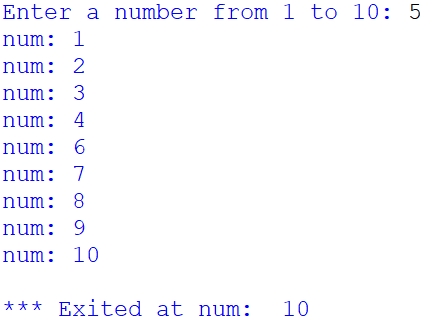 Enter a number from 1 to 10: 5
num: 1
num: 2
num: 3
num: 4
num: 6
num: 7
num: 8
num: 9
num: 10
*** Exited at num:  10